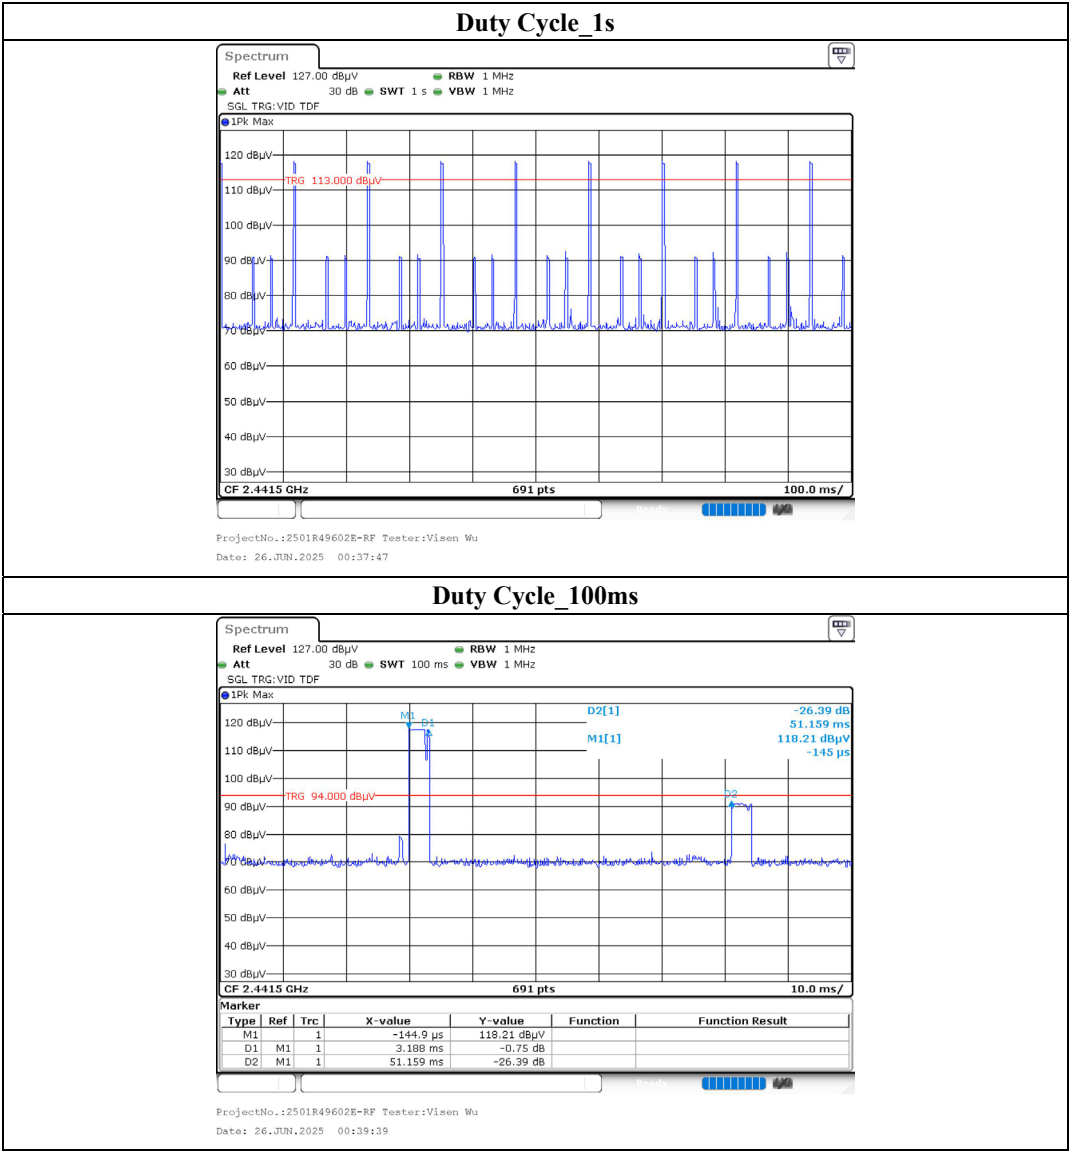 Duty Cycle_1s
Spectrum
Ref Level 127.00 dBµV RBW 1 MHz
Att 30 dB SWT 1 s VBW 1 MHz
SGL TRG:VID TDF
1Pk Max
120 dBµV
TRG 113.000 dBµV
110 dBµV
100 dBµV
90 dBµV
80 dBµV
70 dBµV
60 dBµV
50 dBµV
40 dBµV
30 dBµV
CF 2.4415 GHz 691 pts 100.0 ms/
Ready
ProjectNo.:2501R49602E-RF Tester:Visen Wu
Date: 26.JUN.2025 00:37:47
Duty Cycle_100ms
Spectrum
Ref Level 127.00 dBµV RBW 1 MHz
Att 30 dB SWT 100 ms VBW 1 MHz
SGL TRG:VID TDF
1Pk Max
D2[1] -26.39 dB
51.159 ms
M1[1] 118.21 dBµV
-145 µs
M1
D1
120 dBµV
110 dBµV
100 dBµV
TRG 94.000 dBµV
D2
90 dBµV
80 dBµV
70 dBµV
60 dBµV
50 dBµV
40 dBµV
30 dBµV
CF 2.4415 GHz 691 pts 10.0 ms/
Marker
Type Ref Trc X-value Y-value Function Function Result
M1 1 -144.9 µs 118.21 dBµV
D1 M1 1 3.188 ms -0.75 dB
D2 M1 1 51.159 ms -26.39 dB
Ready
ProjectNo.:2501R49602E-RF Tester:Visen Wu
Date: 26.JUN.2025 00:39:39